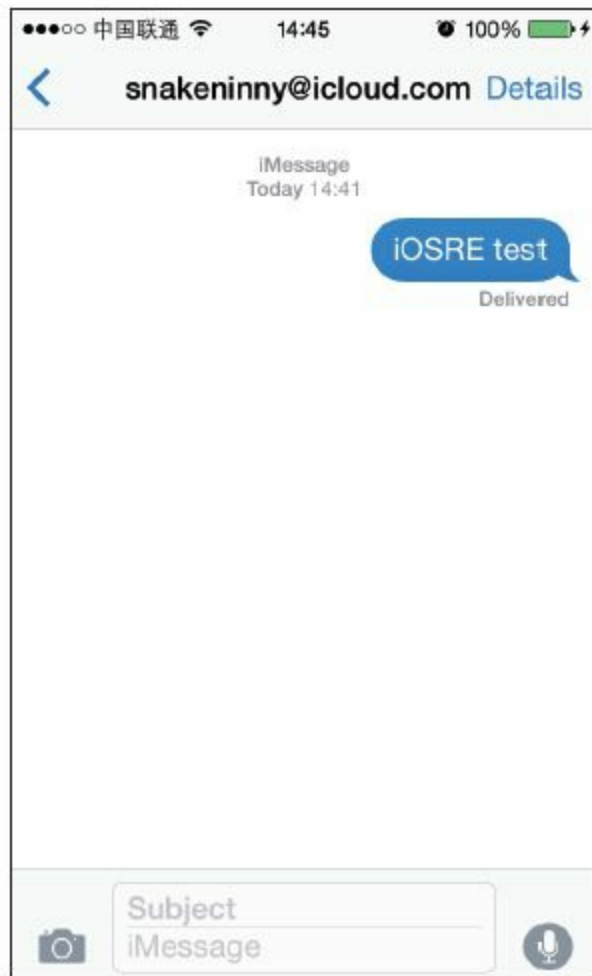 中国联通 14:45 100%
snakeninny@icloud.com Details
iMessage
Today 14:41
iOSRE test
Delivered
Subject
iMessage